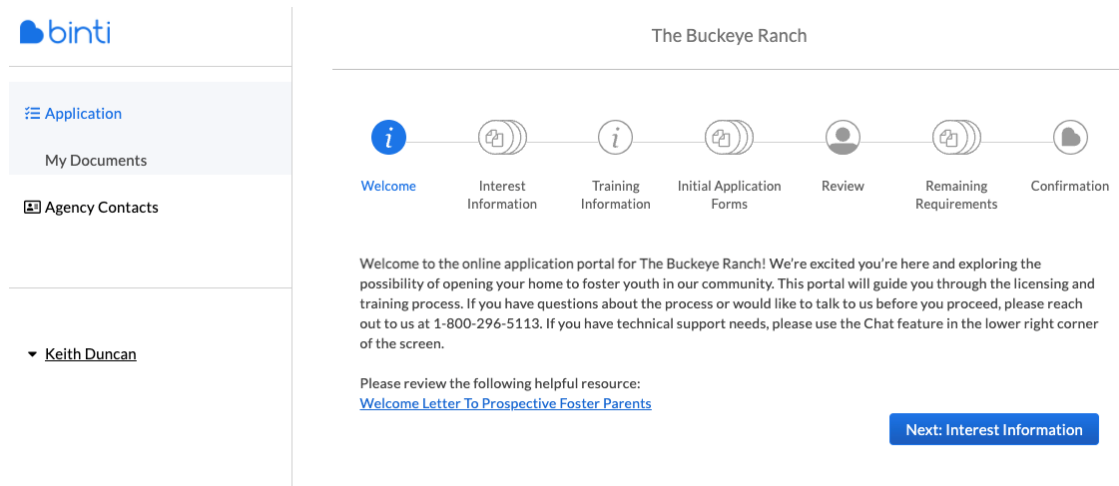 binti
The Buckeye Ranch
Application
My Documents
Agency Contacts
Keith Duncan
Welcome
Interest
Information
Training
Information
Initial Application
Forms
Review
Remaining
Requirements
Confirmation
Welcome to the online application portal for The Buckeye Ranch! We're excited you're here and exploring the
possibility of opening your home to foster youth in our community. This portal will guide you through the licensing and
training process. If you have questions about the process or would like to talk to us before you proceed, please reach
out to us at 1-800-296-5113. If you have technical support needs, please use the Chat feature in the lower right corner
of the screen.
Please review the following helpful resource:
Welcome Letter To Prospective Foster Parents
Next: Interest Information